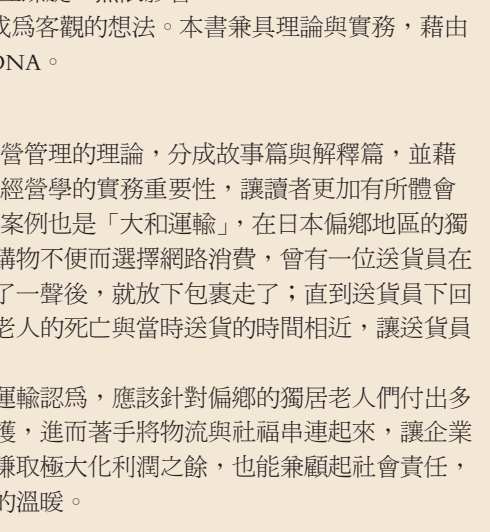 成為客觀的想法。本書兼具理論與實務，藉由
DNA。
營管理的理論，分成故事篇與解釋篇，並藉
經營學的實務重要性，讓讀者更加有所體會
案例也是「大和運輸」，在日本偏鄉地區的獨
購物不便而選擇網路消費，曾有一位送貨員在
了一聲後，就放下包裹走了；直到送貨員下回
老人的死亡與當時送貨的時間相近，讓送貨員
運輸認為，應該針對偏鄉的獨居老人們付出多
護，進而著手將物流與社福串連起來，讓企業
賺取極大化利潤之餘，也能兼顧起社會責任，
的溫暖。